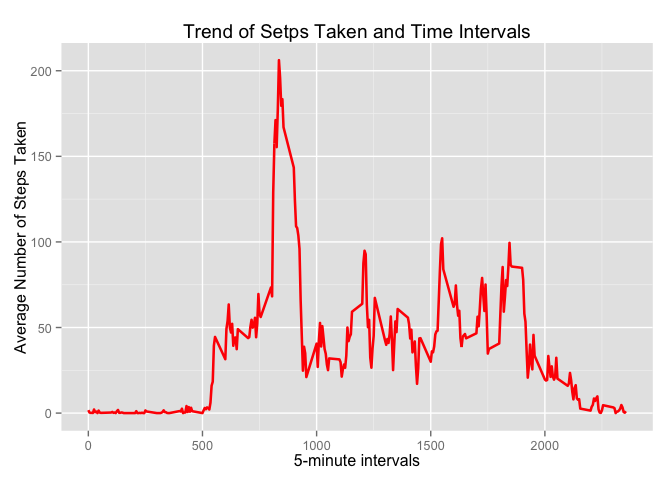 Trend of Setps Taken and Time Intervals
Average Number of Steps Taken
200
150
100
50
0
0 500 1000 1500 2000
5-minute intervals